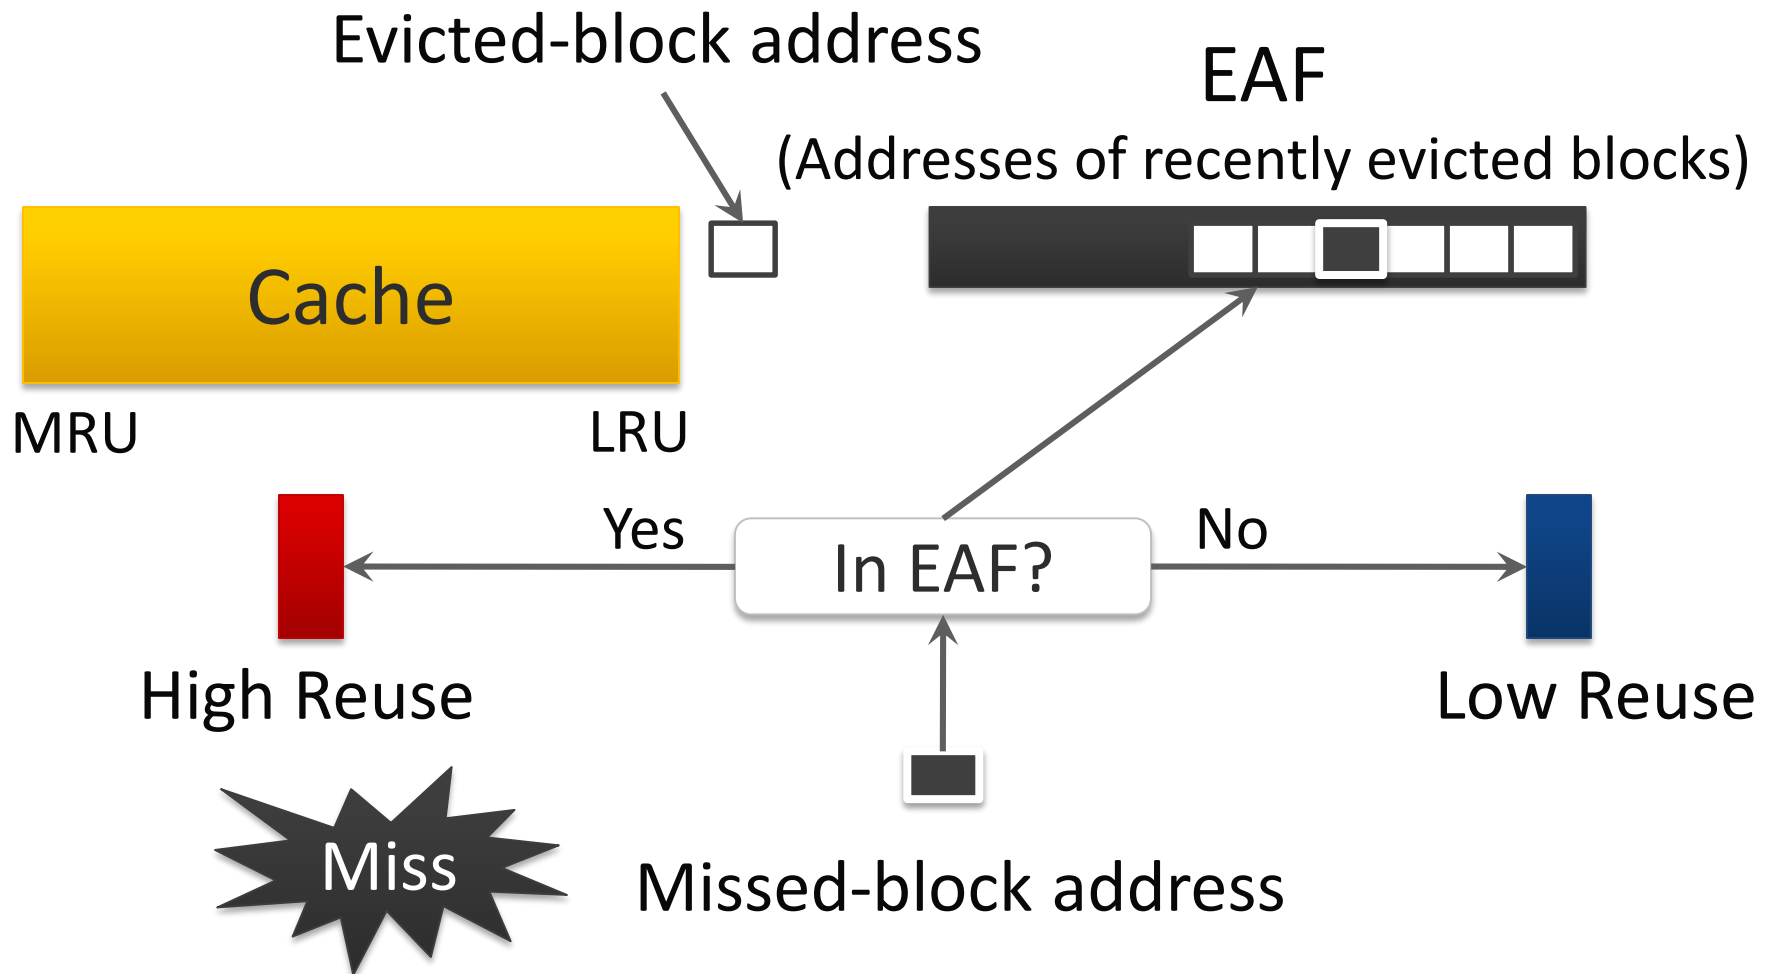 Evicted-block address
EAF
(Addresses of recently evicted blocks)
Cache
MRU
LRU
Yes
In EAF?
No
High Reuse
Low Reuse
Miss
Missed-block address